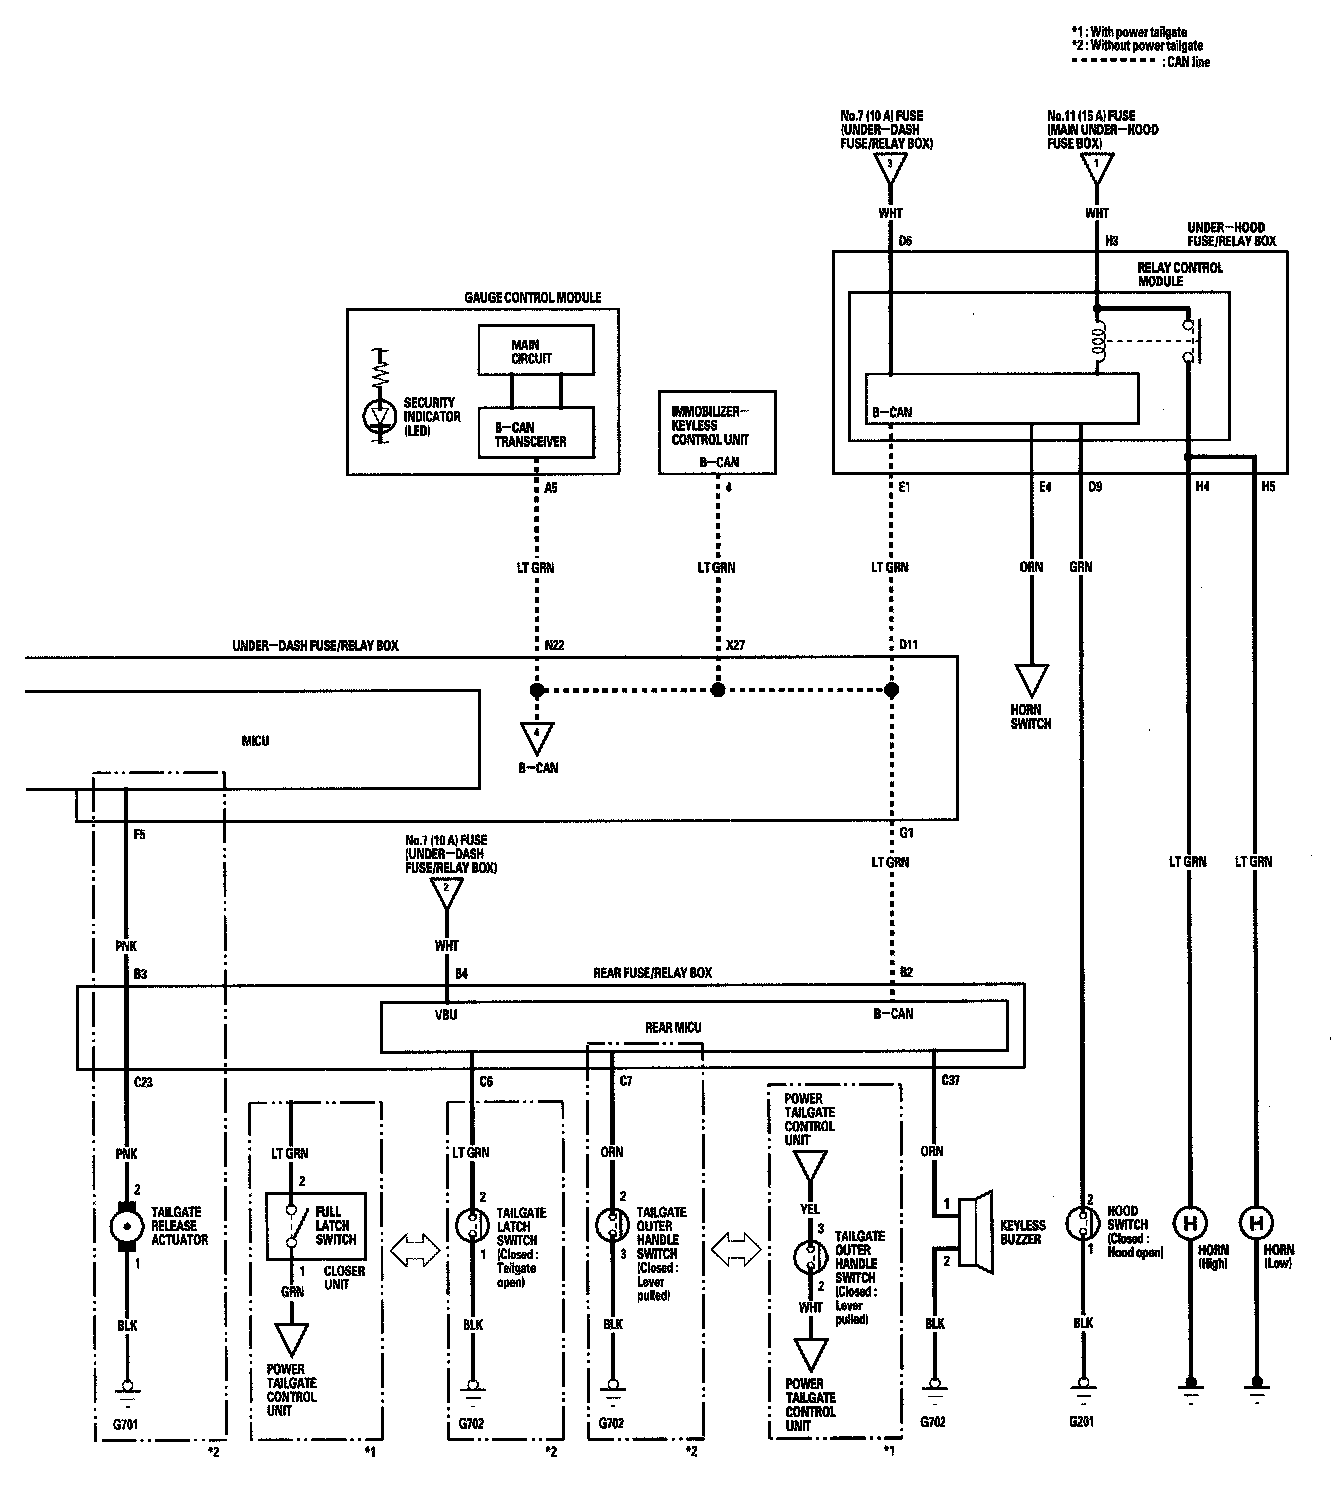 *1 : With power tailgate
*2 : Without power tailgate
: CAN line
No.7 (10 A) FUSE
(UNDER-DASH
FUSE/RELAY BOX)
3
WHT
D6
No.11 (15 A) FUSE
(MAIN UNDER-HOOD
FUSE BOX)
1
WHT
H3
UNDER-HOOD
FUSE/RELAY BOX
RELAY CONTROL
MODULE
B-CAN
GAUGE CONTROL MODULE
MAIN
CIRCUIT
SECURITY
INDICATOR
(LED)
B-CAN
TRANSCEIVER
IMMOBILIZER-
KEYLESS
CONTROL UNIT
B-CAN
A5
4
E1
E4
D9
H4
H5
LT GRN
LT GRN
LT GRN
ORN
GRN
UNDER-DASH FUSE/RELAY BOX
N22
X27
D11
MICU
4
B-CAN
HORN
SWITCH
F5
G1
No.7 (10 A) FUSE
(UNDER-DASH
FUSE/RELAY BOX)
2
LT GRN
LT GRN
LT GRN
PNK
WHT
B3
B4
REAR FUSE/RELAY BOX
B2
VBU
B-CAN
REAR MICU
C23
C6
C7
C37
POWER
TAILGATE
CONTROL
UNIT
PNK
LT GRN
LT GRN
ORN
ORN
2
TAILGATE
RELEASE
ACTUATOR
1
2
FULL
LATCH
SWITCH
1
CLOSER
UNIT
GRN
2
TAILGATE
LATCH
SWITCH
(Closed :
Tailgate
open)
1
2
TAILGATE
OUTER
HANDLE
SWITCH
(Closed :
Lever
pulled)
3
YEL
3
TAILGATE
OUTER
HANDLE
SWITCH
(Closed :
Lever
pulled)
2
WHT
1
KEYLESS
BUZZER
2
2
HOOD
SWITCH
(Closed :
Hood open)
1
H
HORN
(High)
H
HORN
(Low)
BLK
BLK
BLK
BLK
BLK
POWER
TAILGATE
CONTROL
UNIT
POWER
TAILGATE
CONTROL
UNIT
G701
G702
G702
G702
G201
*2
*1
*2
*2
*1